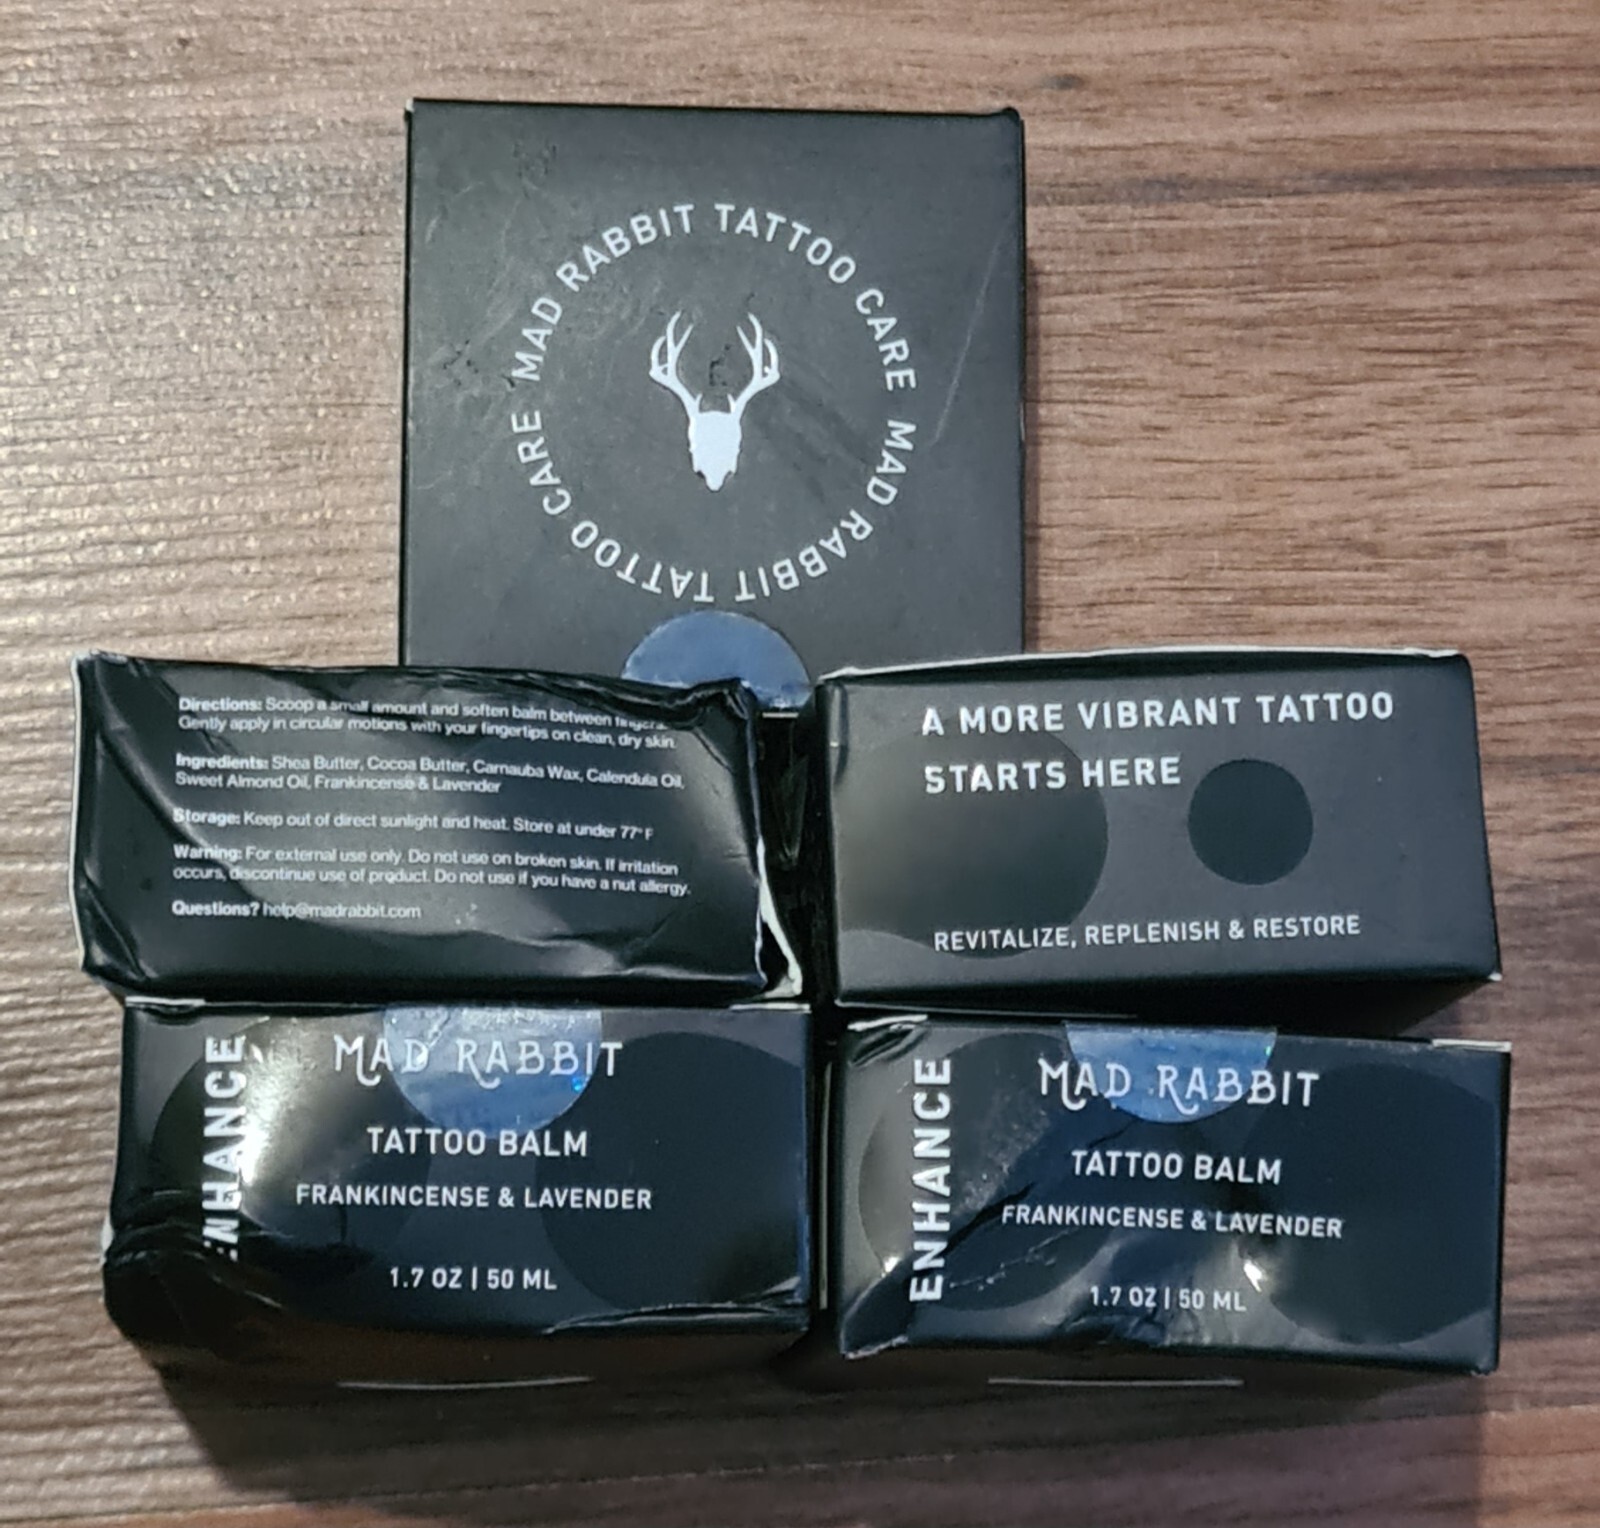 MAD RABBIT TATTOO CARE MAD RABBIT TATTOO CARE
Directions: Scoop a small amount and soften balm between fingers.
Gently apply in circular motions with your fingertips on clean, dry skin.
Ingredients: Shea Butter, Cocoa Butter, Carnauba Wax, Calendula Oil,
Sweet Almond Oil, Frankincense & Lavender
Storage: Keep out of direct sunlight and heat. Store at under 77° F
Warning: For external use only. Do not use on broken skin. If irritation
occurs, discontinue use of product. Do not use if you have a nut allergy.
Questions? help@madrabbit.com
A MORE VIBRANT TATTOO
STARTS HERE
REVITALIZE, REPLENISH & RESTORE
ENHANCE
MAD RABBIT
TATTOO BALM
FRANKINCENSE & LAVENDER
1.7 OZ | 50 ML
ENHANCE
MAD RABBIT
TATTOO BALM
FRANKINCENSE & LAVENDER
1.7 OZ | 50 ML